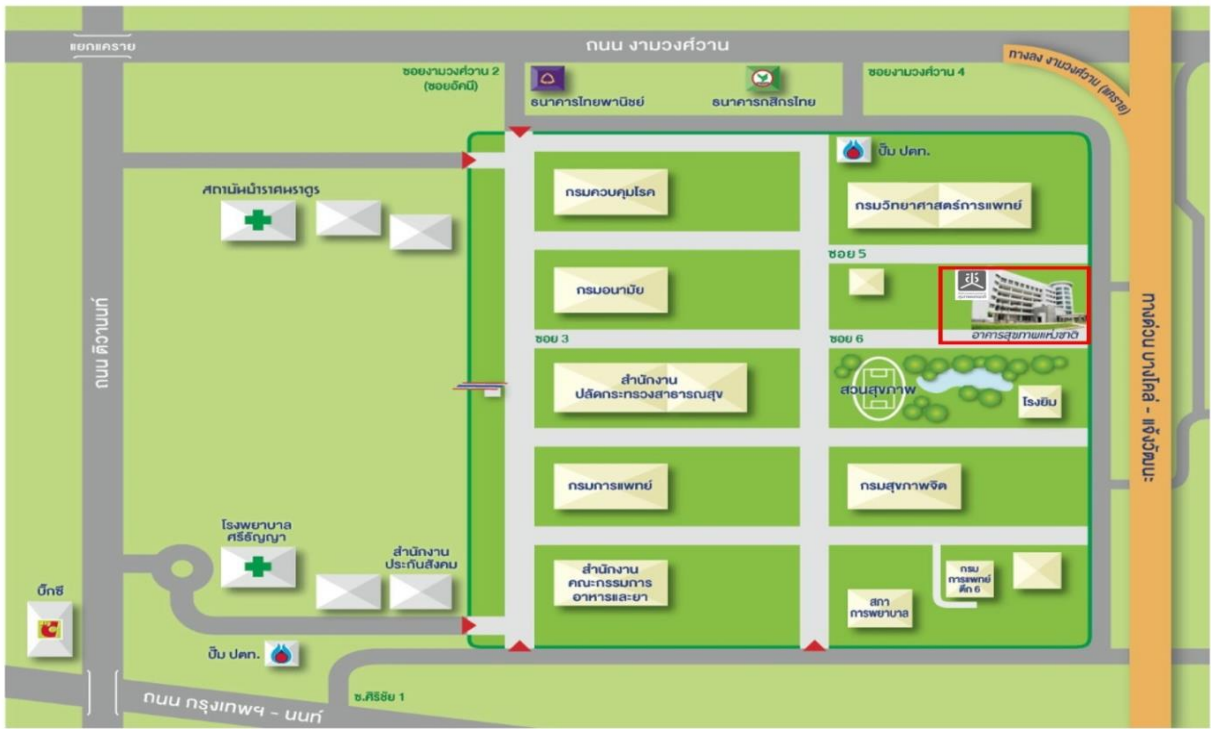 ถนน งามวงศ์วาน
แยกแคราย
ทางลง งามวงศ์วาน (แคราย)
ซอยงามวงศ์วาน 2
(ซอยอัคนี)
ธนาคารไทยพานิชย์
ธนาคารกสิกรไทย
ซอยงามวงศ์วาน 4
ปั๊ม ปตท.
สถาบันบำราศนราดูร
กรมควบคุมโรค
กรมวิทยาศาสตร์การแพทย์
ซอย 5
กรมอนามัย
อาคารสุขภาพแห่งชาติ
ซอย 3
ซอย 6
ถนน ติวานนท์
ทางด่วน บางโคล่ - แจ้งวัฒนะ
สำนักงาน
ปลัดกระทรวงสาธารณสุข
สวนสุขภาพ
โรงยิม
กรมการแพทย์
กรมสุขภาพจิต
โรงพยาบาล
ศรีธัญญา
สำนักงาน
ประกันสังคม
สำนักงาน
คณะกรรมการ
อาหารและยา
กรม
การแพทย์
ตึก 6
สภา
การพยาบาล
บิ๊กซี
ปั๊ม ปตท.
ซ.ศิริชัย 1
ถนน กรุงเทพฯ - นนท์